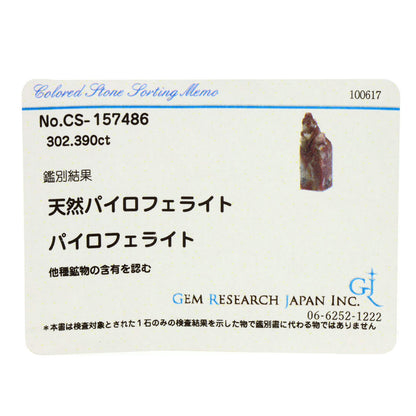 Colored Stone Sorting Memo
100617
No.CS-157486
302.390ct
鑑別結果
天然パイロフェライト
パイロフェライト
他種鉱物の含有を認む
GEM RESEARCH JAPAN INC.
06-6252-1222
*本書は検査対象とされた1石のみの検査結果を示した物で鑑別書に代わる物ではありません